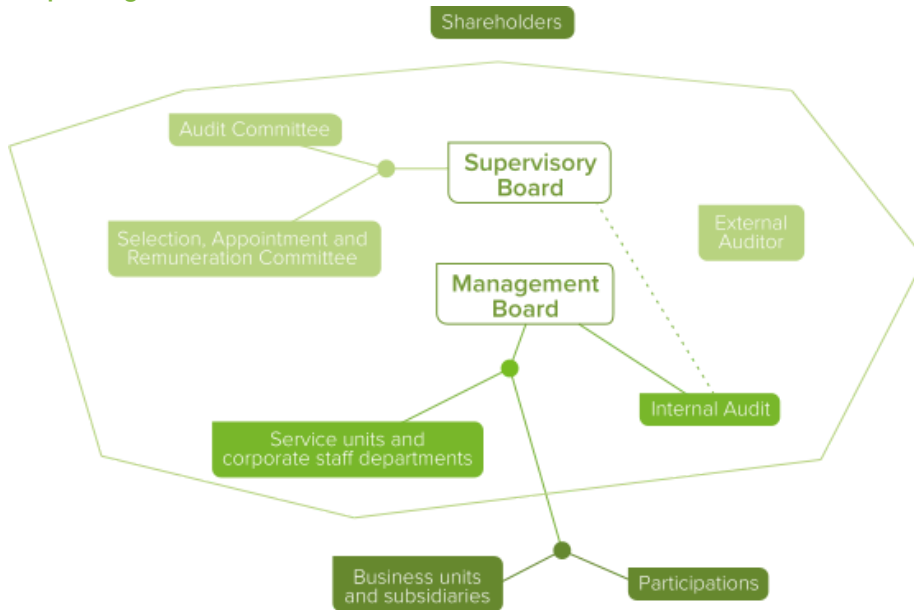 Shareholders
Audit Committee
Supervisory
Board
Selection, Appointment and
Remuneration Committee
External
Auditor
Management
Board
Internal Audit
Service units and
corporate staff departments
Business units
and subsidiaries
Participations